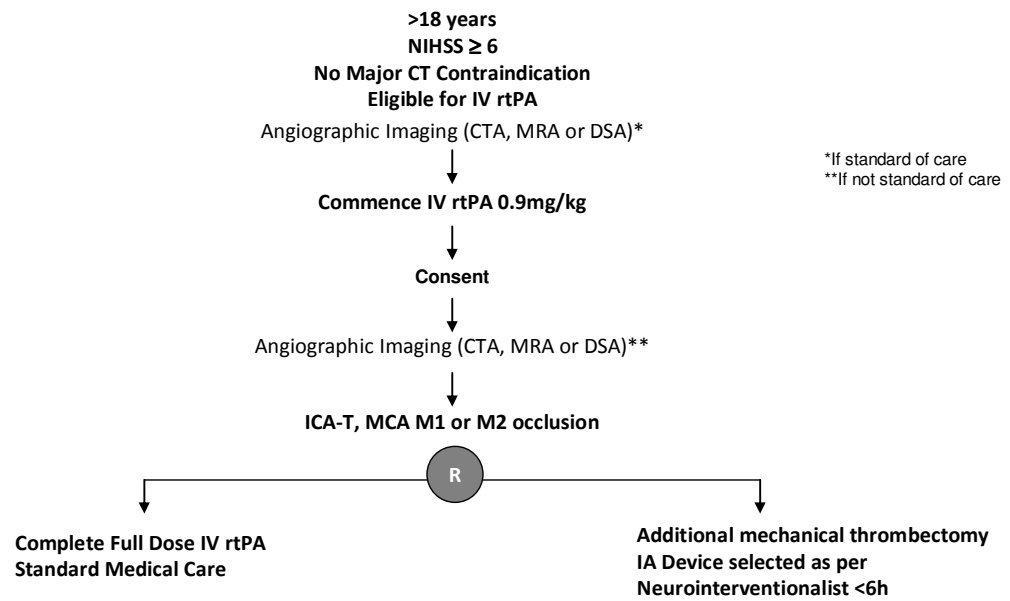 >18 years
NIHSS ≥ 6
No Major CT Contraindication
Eligible for IV rtPA
Angiographic Imaging (CTA, MRA or DSA)*
*If standard of care
**If not standard of care
Commence IV rtPA 0.9mg/kg
Consent
Angiographic Imaging (CTA, MRA or DSA)**
ICA-T, MCA M1 or M2 occlusion
R
Complete Full Dose IV rtPA
Standard Medical Care
Additional mechanical thrombectomy
IA Device selected as per
Neurointerventionalist <6h